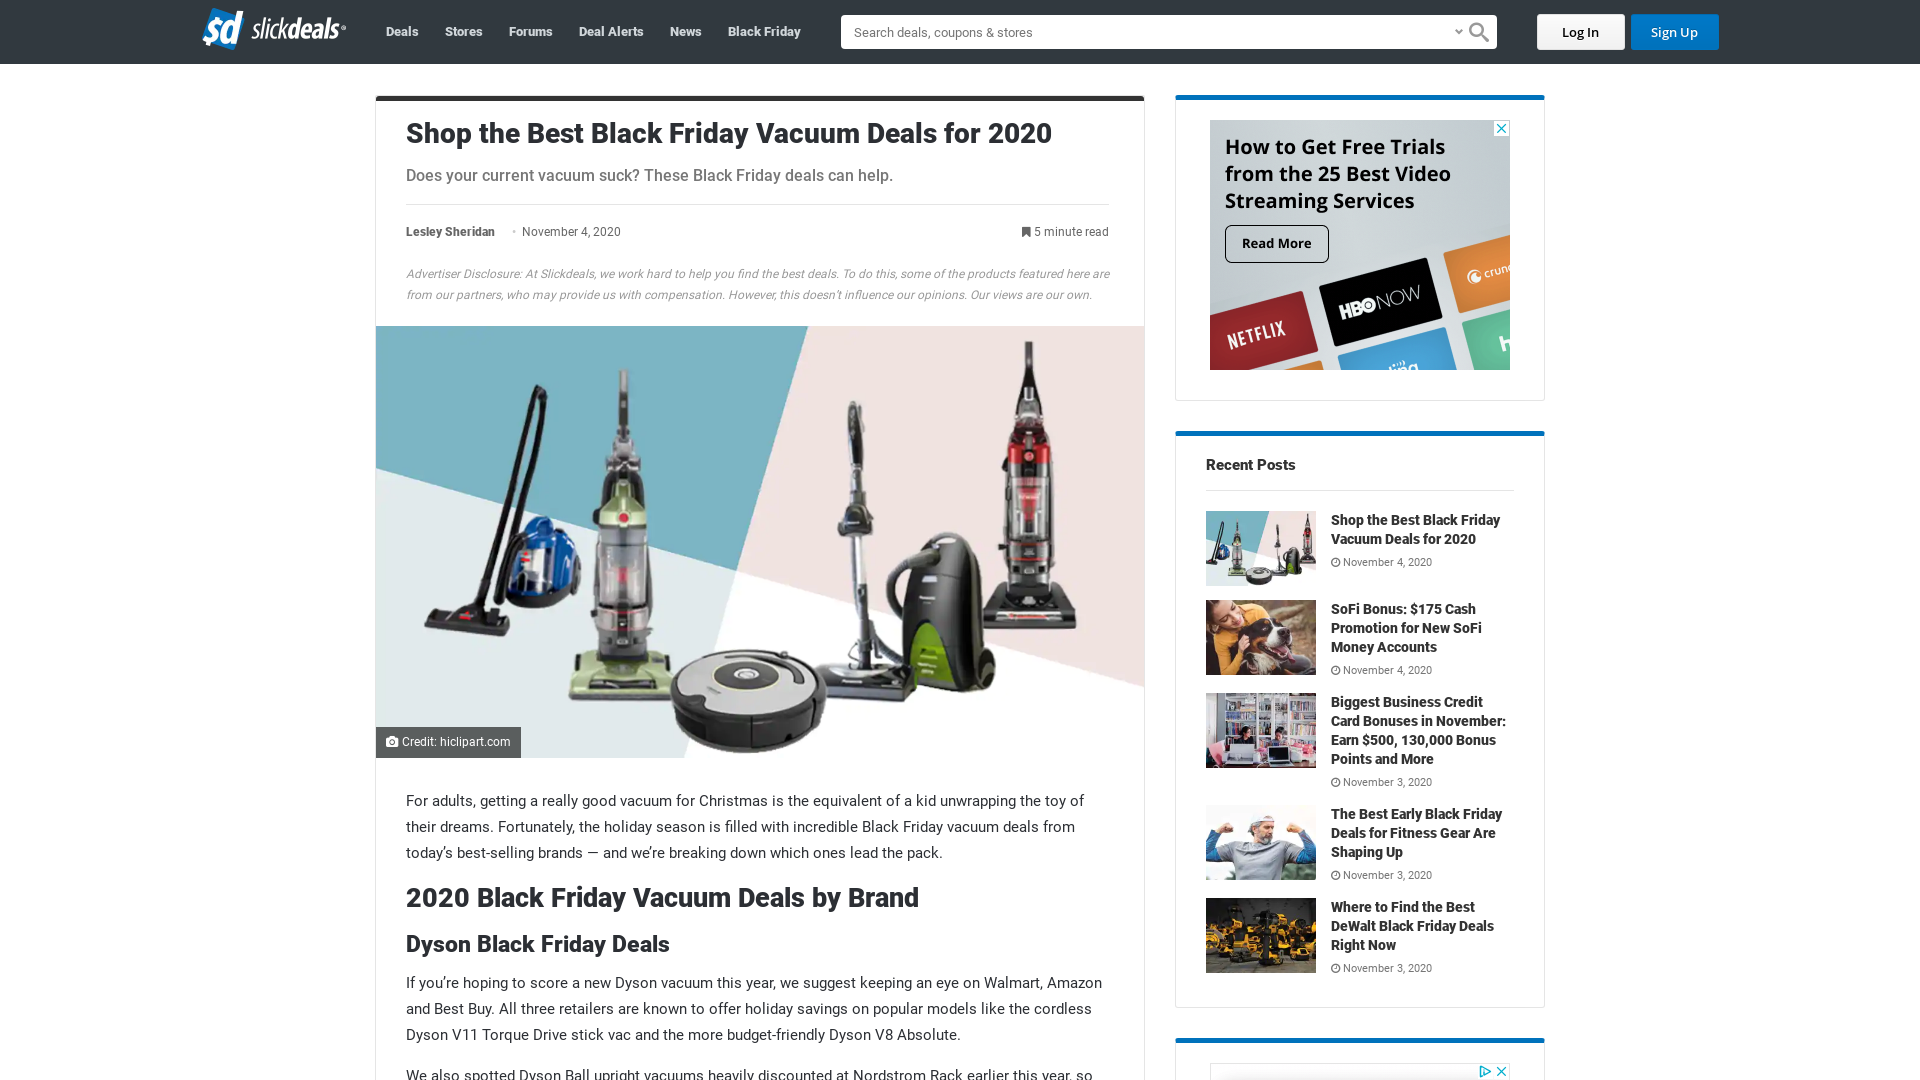 sd slickdeals
Deals
Stores
Forums
Deal Alerts
News
Black Friday
Search deals, coupons & stores
Log In
Sign Up
Shop the Best Black Friday Vacuum Deals for 2020
Does your current vacuum suck? These Black Friday deals can help.
Lesley Sheridan • November 4, 2020
5 minute read
Advertiser Disclosure: At Slickdeals, we work hard to help you find the best deals. To do this, some of the products featured here are
from our partners, who may provide us with compensation. However, this doesn’t influence our opinions. Our views are our own.
Credit: hiclipart.com
For adults, getting a really good vacuum for Christmas is the equivalent of a kid unwrapping the toy of
their dreams. Fortunately, the holiday season is filled with incredible Black Friday vacuum deals from
today’s best-selling brands — and we’re breaking down which ones lead the pack.
2020 Black Friday Vacuum Deals by Brand
Dyson Black Friday Deals
If you’re hoping to score a new Dyson vacuum this year, we suggest keeping an eye on Walmart, Amazon
and Best Buy. All three retailers are known to offer holiday savings on popular models like the cordless
Dyson V11 Torque Drive stick vac and the more budget-friendly Dyson V8 Absolute.
We also spotted Dyson Ball upright vacuums heavily discounted at Nordstrom Rack earlier this year, so
How to Get Free Trials
from the 25 Best Video
Streaming Services
Read More
NETFLIX
HBO NOW
crunc
ling
h
Recent Posts
Shop the Best Black Friday
Vacuum Deals for 2020
November 4, 2020
SoFi Bonus: $175 Cash
Promotion for New SoFi
Money Accounts
November 4, 2020
Biggest Business Credit
Card Bonuses in November:
Earn $500, 130,000 Bonus
Points and More
November 3, 2020
The Best Early Black Friday
Deals for Fitness Gear Are
Shaping Up
November 3, 2020
Where to Find the Best
DeWalt Black Friday Deals
Right Now
November 3, 2020